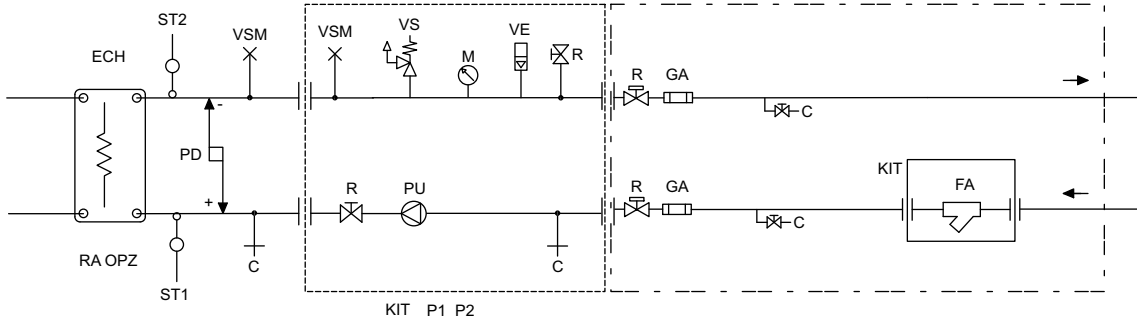 ST2
ECH
VSM
VSM
VS
M
VE
R
R
GA
C
-
PD
+
R
PU
R
GA
C
KIT
FA
C
C
RA OPZ
ST1
KIT P1 P2